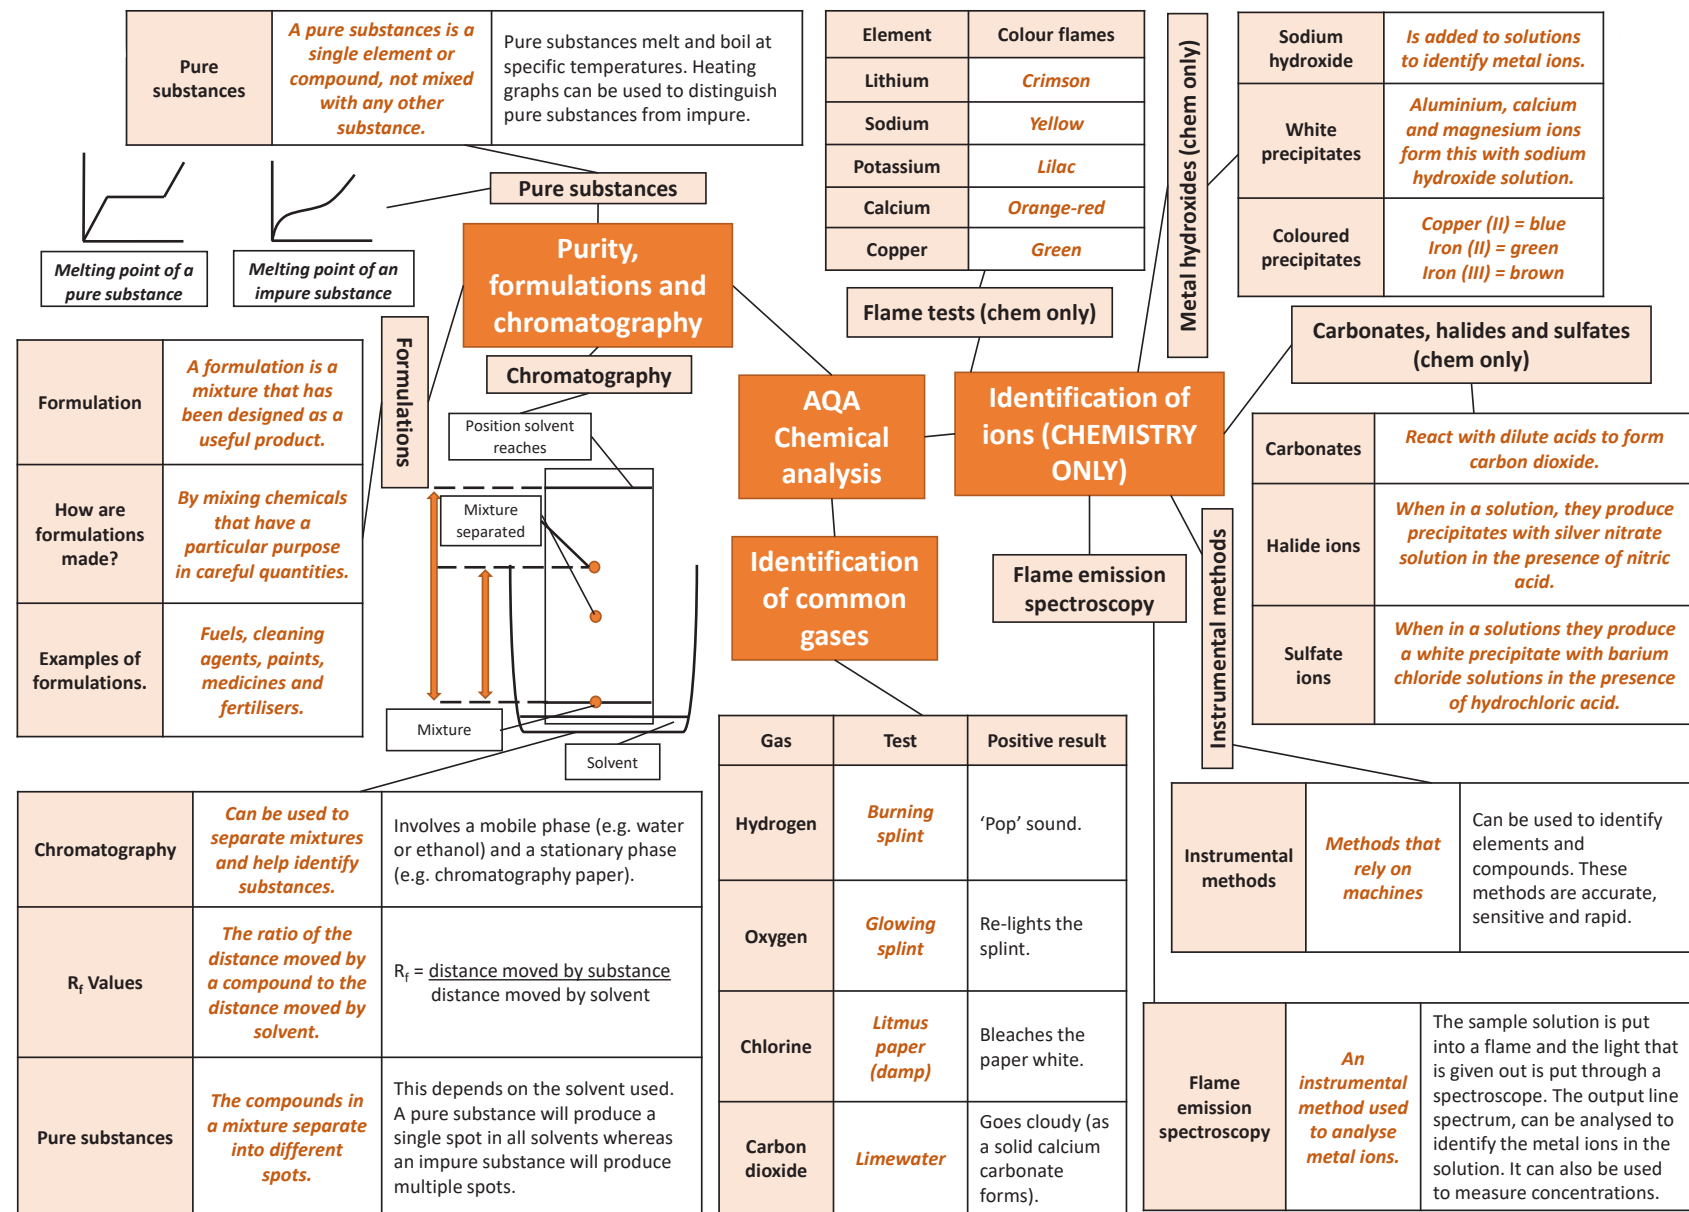 Pure
substances
A pure substances is a
single element or
compound, not mixed
with any other
substance.
Pure substances melt and boil at
specific temperatures. Heating
graphs can be used to distinguish
pure substances from impure.
Pure substances
Melting point of a
pure substance
Melting point of an
impure substance
Purity,
formulations and
chromatography
Formulations
Formulation
A formulation is a
mixture that has
been designed as a
useful product.
How are
formulations
made?
By mixing chemicals
that have a
particular purpose
in careful quantities.
Examples of
formulations.
Fuels, cleaning
agents, paints,
medicines and
fertilisers.
Chromatography
Position solvent
reaches
Mixture
separated
Mixture
Solvent
Chromatography
Can be used to
separate mixtures
and help identify
substances.
Involves a mobile phase (e.g. water
or ethanol) and a stationary phase
(e.g. chromatography paper).
Rf Values
The ratio of the
distance moved by
a compound to the
distance moved by
solvent.
Rf = distance moved by substance
distance moved by solvent
Pure substances
The compounds in
a mixture separate
into different
spots.
This depends on the solvent used.
A pure substance will produce a
single spot in all solvents whereas
an impure substance will produce
multiple spots.
AQA
Chemical
analysis
Identification
of common
gases
Gas
Test
Positive result
Hydrogen
Burning
splint
‘Pop’ sound.
Oxygen
Glowing
splint
Re-lights the
splint.
Chlorine
Litmus
paper
(damp)
Bleaches the
paper white.
Carbon
dioxide
Limewater
Goes cloudy (as
a solid calcium
carbonate
forms).
Element
Colour flames
Lithium
Crimson
Sodium
Yellow
Potassium
Lilac
Calcium
Orange-red
Copper
Green
Flame tests (chem only)
Identification of
ions (CHEMISTRY
ONLY)
Metal hydroxides (chem only)
Sodium
hydroxide
Is added to solutions
to identify metal ions.
White
precipitates
Aluminium, calcium
and magnesium ions
form this with sodium
hydroxide solution.
Coloured
precipitates
Copper (II) = blue
Iron (II) = green
Iron (III) = brown
Carbonates, halides and sulfates
(chem only)
Carbonates
React with dilute acids to form
carbon dioxide.
Halide ions
When in a solution, they produce
precipitates with silver nitrate
solution in the presence of nitric
acid.
Sulfate
ions
When in a solutions they produce
a white precipitate with barium
chloride solutions in the presence
of hydrochloric acid.
Instrumental methods
Instrumental
methods
Methods that
rely on
machines
Can be used to identify
elements and
compounds. These
methods are accurate,
sensitive and rapid.
Flame emission
spectroscopy
Flame
emission
spectroscopy
An
instrumental
method used
to analyse
metal ions.
The sample solution is put
into a flame and the light that
is given out is put through a
spectroscope. The output line
spectrum, can be analysed to
identify the metal ions in the
solution. It can also be used
to measure concentrations.